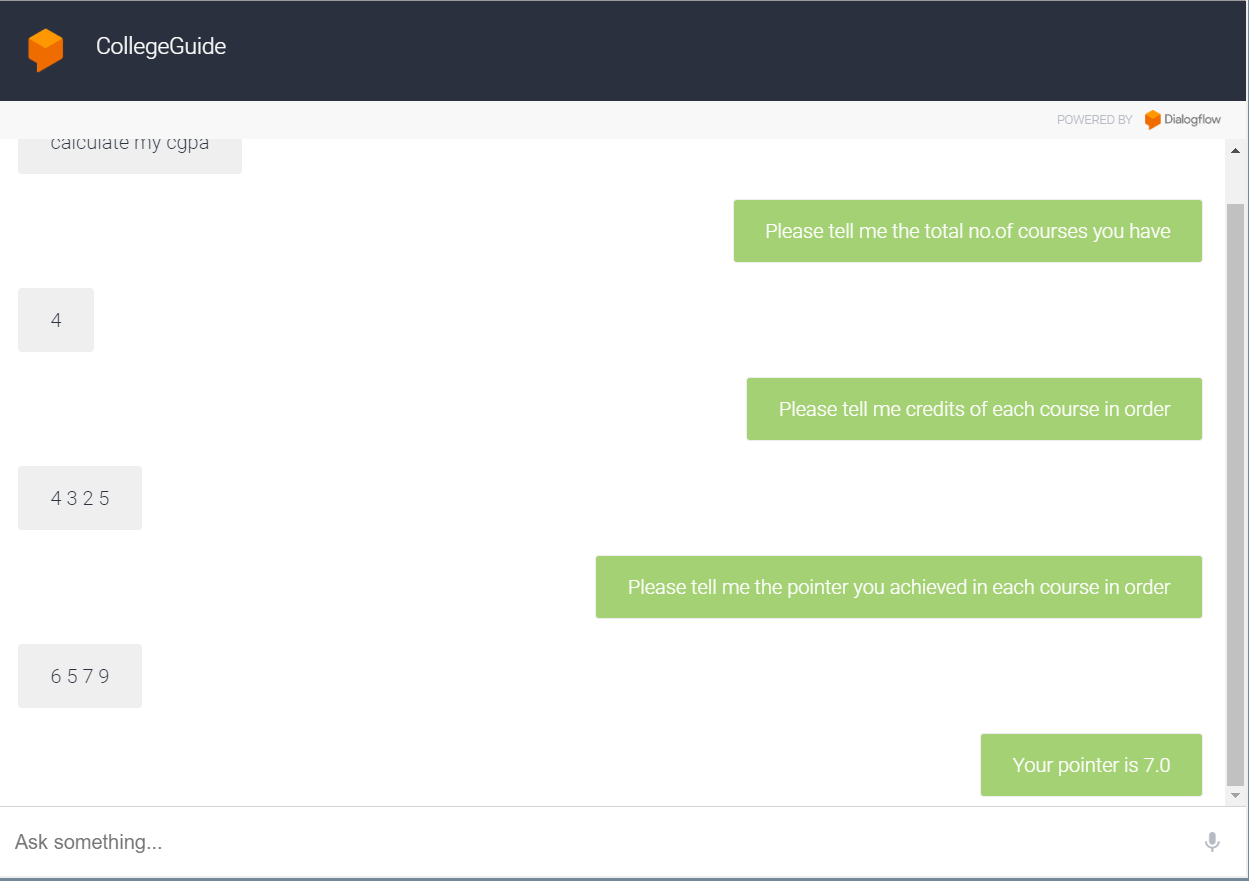 CollegeGuide
POWERED BY Dialogflow
calculate my cgpa
Please tell me the total no.of courses you have
4
Please tell me credits of each course in order
4 3 2 5
Please tell me the pointer you achieved in each course in order
6 5 7 9
Your pointer is 7.0
Ask something...